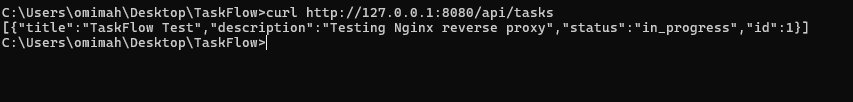 C:\Users\omimah\Desktop\TaskFlow>curl http://127.0.0.1:8080/api/tasks
[{"title":"TaskFlow Test","description":"Testing Nginx reverse proxy","status":"in_progress","id":1}]
C:\Users\omimah\Desktop\TaskFlow>